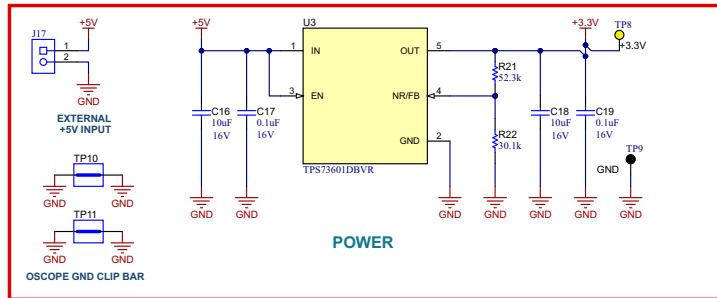 J17
+5V
1
2
GND
EXTERNAL
+5V INPUT
TP10
GND
GND
TP11
GND
GND
OSCOPE GND CLIP BAR
+5V
C16
10uF
16V
GND
C17
0.1uF
16V
GND
U3
1
IN
OUT
5
3
EN
NR/FB
4
GND
2
TPS73601DBVR
GND
R21
52.3k
R22
30.1k
GND
C18
10uF
16V
GND
+3.3V
C19
0.1uF
16V
GND
TP8
+3.3V
TP9
GND
GND
POWER